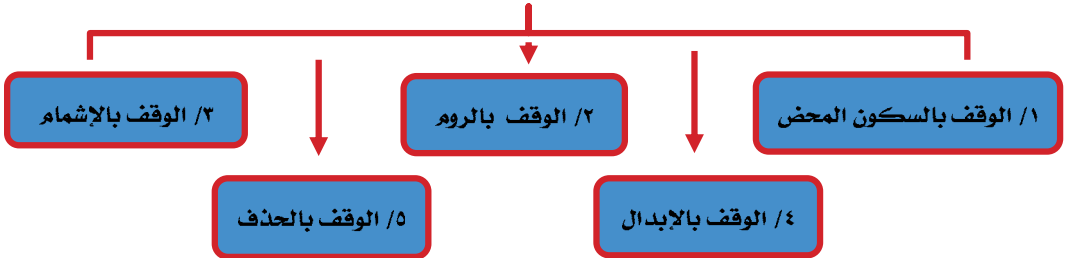 ١/ الوقف بالسكون المحض
٢/ الوقف بالروم
٣/ الوقف بالإشمام
٤/ الوقف بالإبدال
٥/ الوقف بالحذف